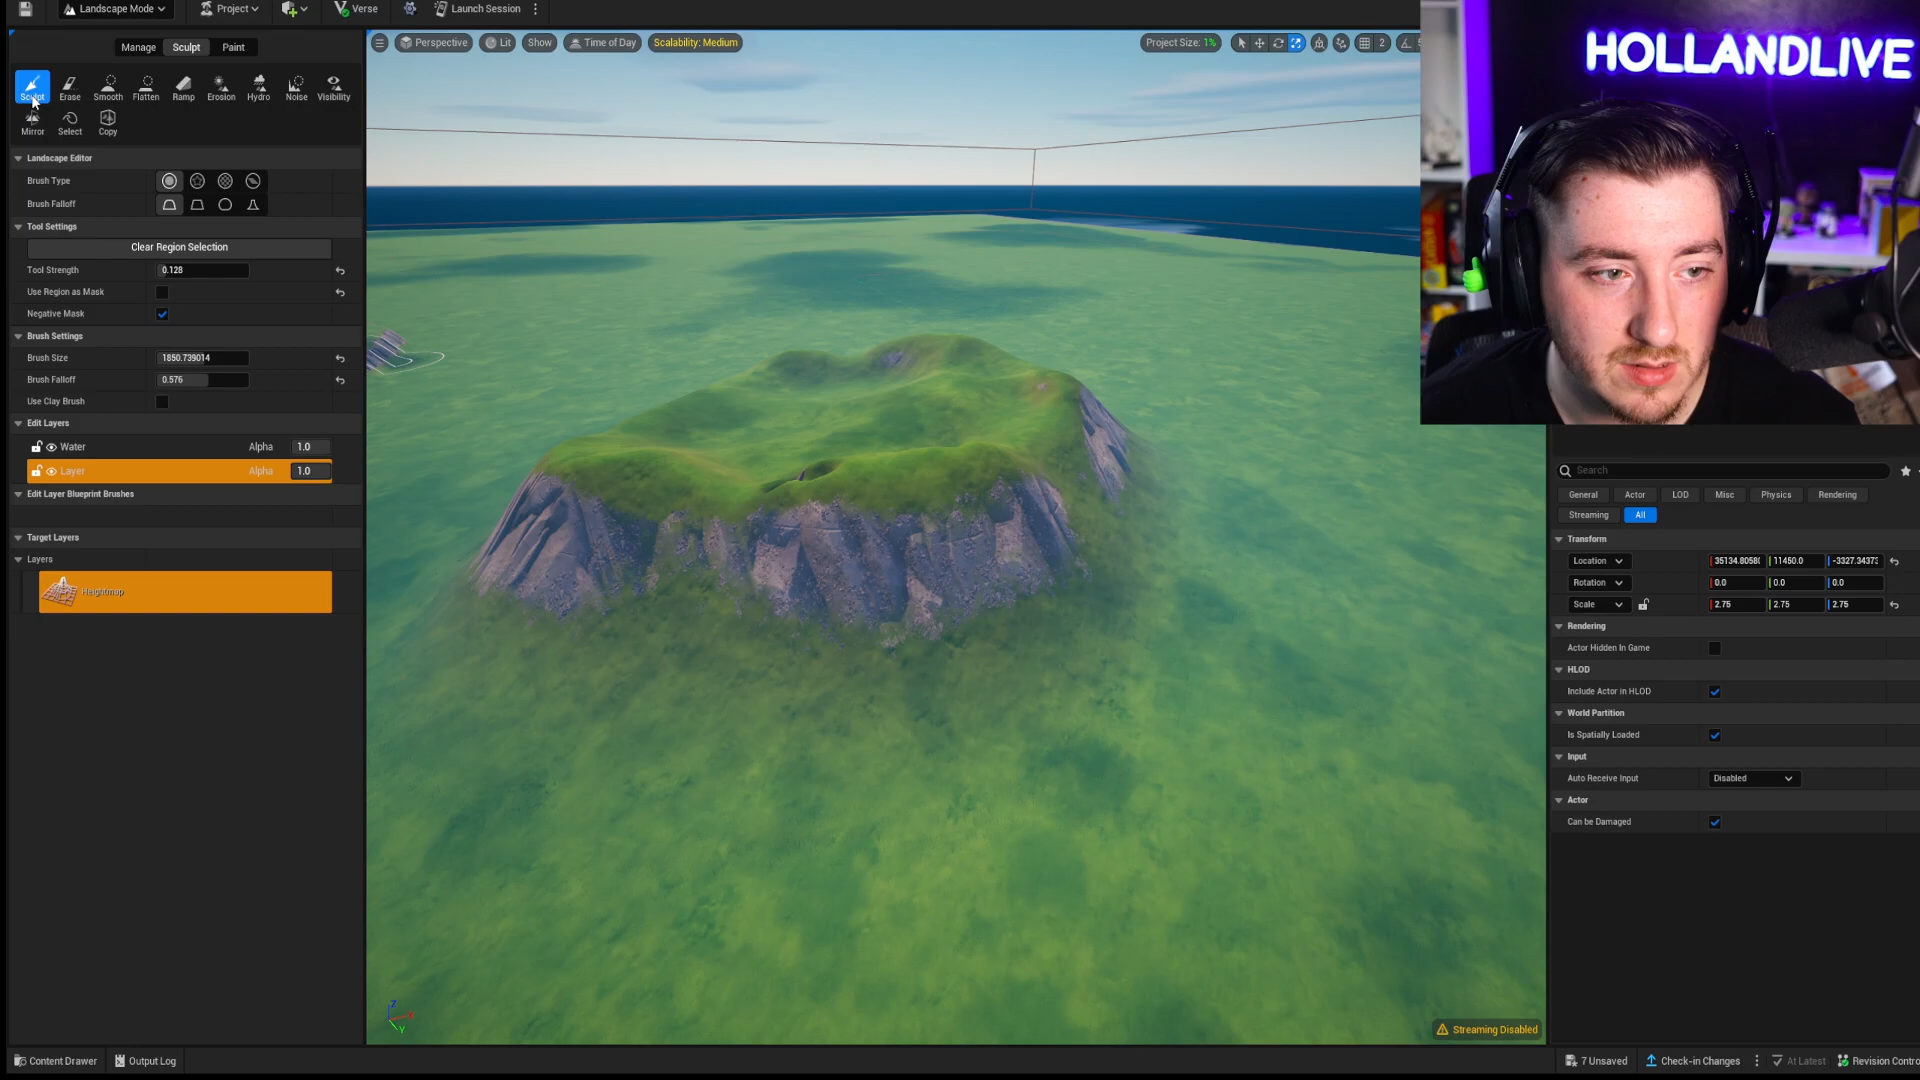 Landscape Mode Project Verse Launch Session
Manage Sculpt Paint
Sculpt Erase Smooth Flatten Ramp Erosion Hydro Noise Visibility
Mirror Select Copy
Landscape Editor
Brush Type
Brush Falloff
Tool Settings
Clear Region Selection
Tool Strength 0.128
Use Region as Mask
Negative Mask
Brush Settings
Brush Size 1850.739014
Brush Falloff 0.576
Use Clay Brush
Edit Layers
Water Alpha 1.0
Layer Alpha 1.0
Edit Layer Blueprint Brushes
Target Layers
Layers
Heightmap
Perspective Lit Show Time of Day Scalability: Medium
Project Size: 1% 2
HOLLANDLIVE
Z
X
Y
Streaming Disabled
Search
General Actor LOD Misc Physics Rendering
Streaming All
Transform
Location 35134.8058 11450.0 -3327.3437
Rotation 0.0 0.0 0.0
Scale 2.75 2.75 2.75
Rendering
Actor Hidden In Game
HLOD
Include Actor in HLOD
World Partition
Is Spatially Loaded
Input
Auto Receive Input Disabled
Actor
Can be Damaged
Content Drawer Output Log
7 Unsaved Check-in Changes At Latest Revision Contro